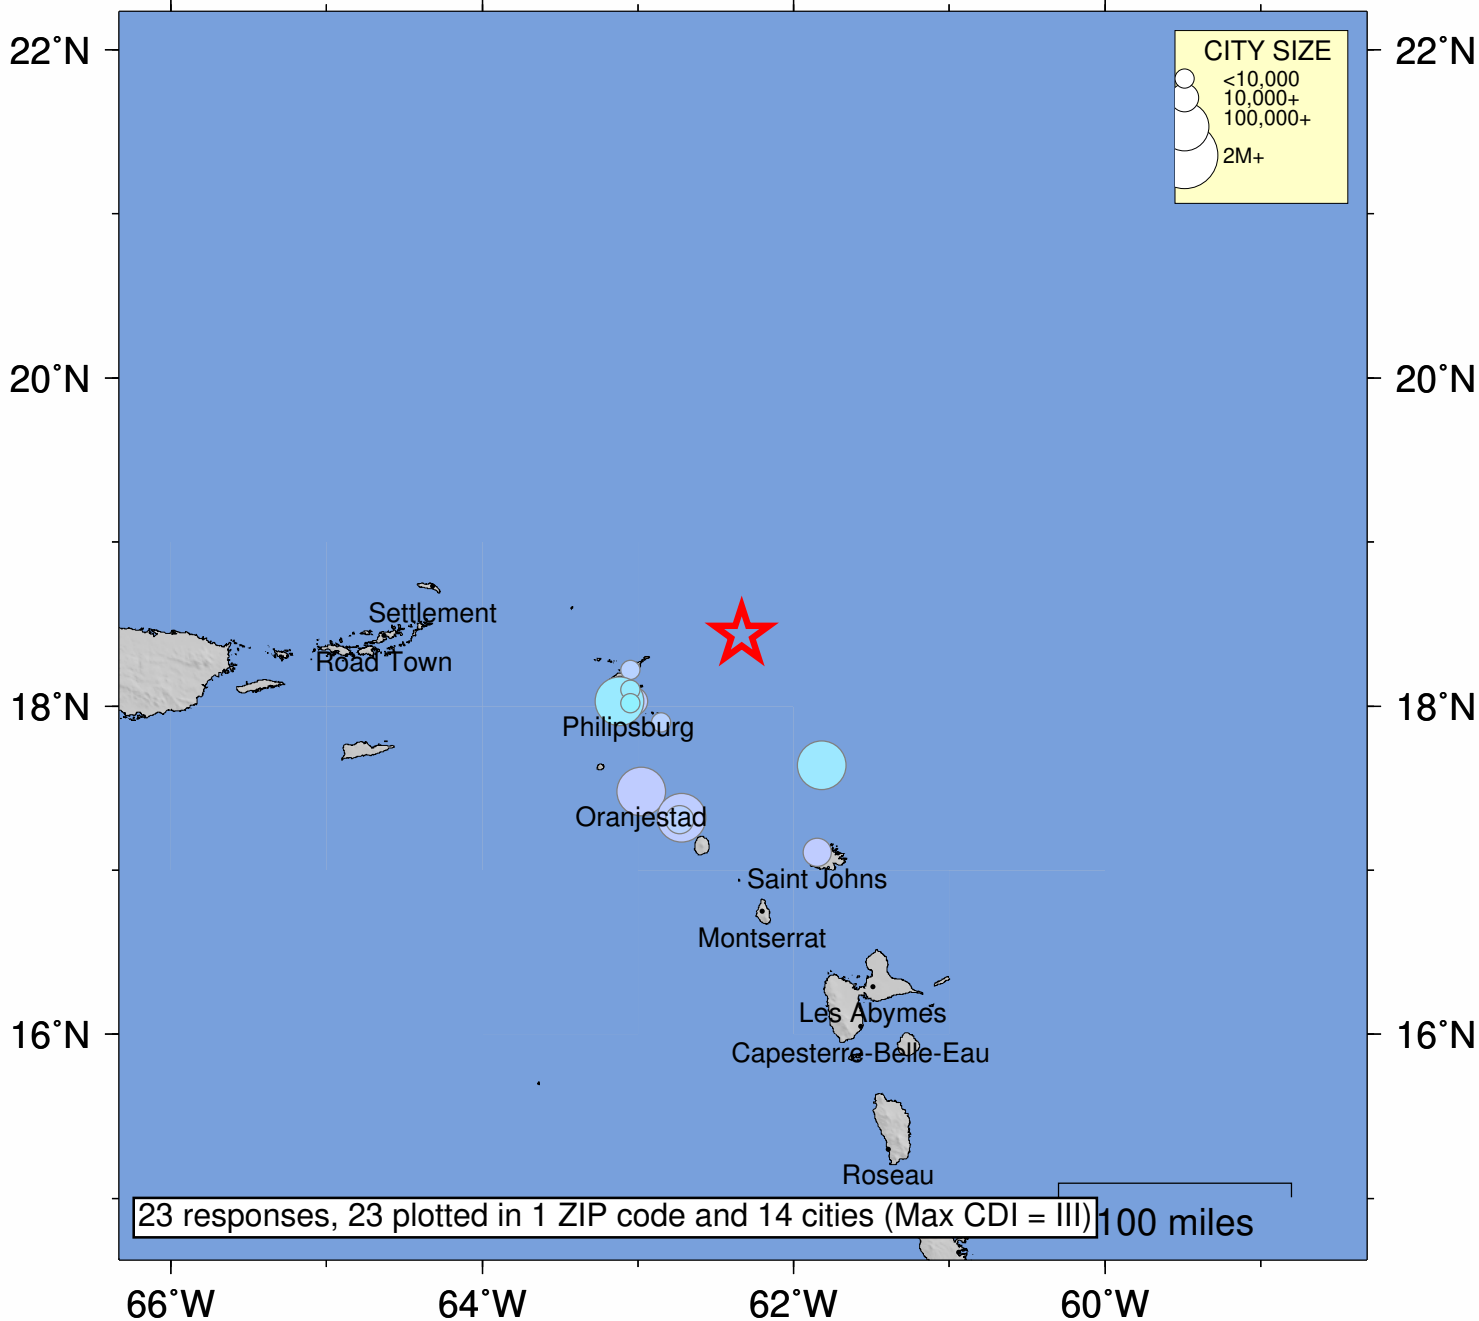 22°N
22°N
CITY SIZE
<10,000
10,000+
100,000+
2M+
20°N
20°N
Settlement
Road Town
18°N
18°N
Philipsburg
Oranjestad
Saint Johns
Montserrat
Les Abymes
16°N
16°N
Capesterre-Belle-Eau
Roseau
23 responses, 23 plotted in 1 ZIP code and 14 cities (Max CDI = III)
100 miles
66°W
64°W
62°W
60°W